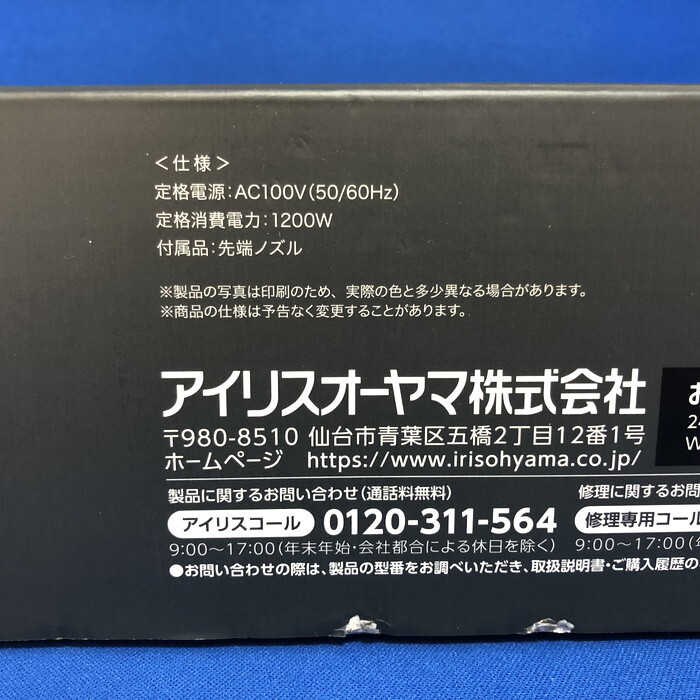 ＜仕様＞
定格電源：AC100V（50/60Hz）
定格消費電力：1200W
付属品：先端ノズル
※製品の写真は印刷のため、実際の色と多少異なる場合があります。
※商品の仕様は予告なく変更することがあります。
アイリスオーヤマ株式会社
〒980-8510 仙台市青葉区五橋2丁目12番1号
ホームページ https://www.irisohyama.co.jp/
製品に関するお問い合わせ（通話料無料）
アイリスコール 0120-311-564
9:00〜17:00（年末年始・会社都合による休日を除く）
修理に関するお問
修理専用コール
9:00〜17:00（年
●お問い合わせの際は、製品の型番をお調べいただき、取扱説明書・ご購入履歴の
お
24
W